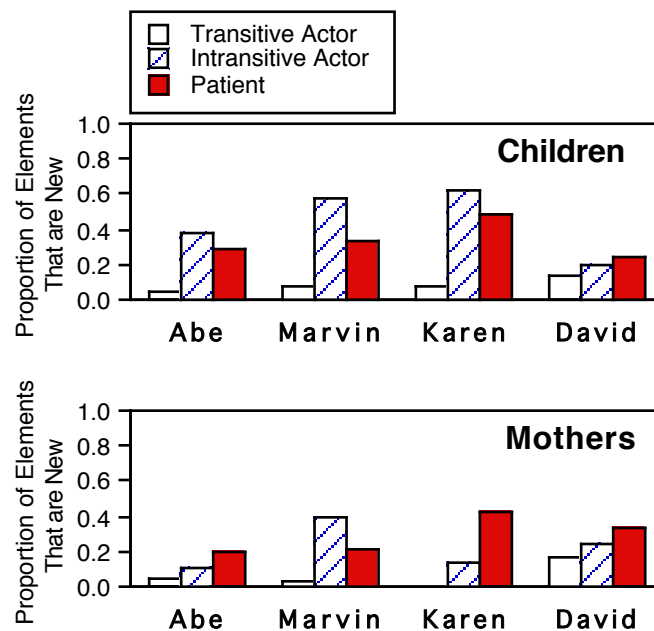 Transitive Actor
Intransitive Actor
Patient
Proportion of Elements
That are New
1.0
0.8
0.6
0.4
0.2
0.0
Children
Abe Marvin Karen David
Proportion of Elements
That are New
1.0
0.8
0.6
0.4
0.2
0.0
Mothers
Abe Marvin Karen David